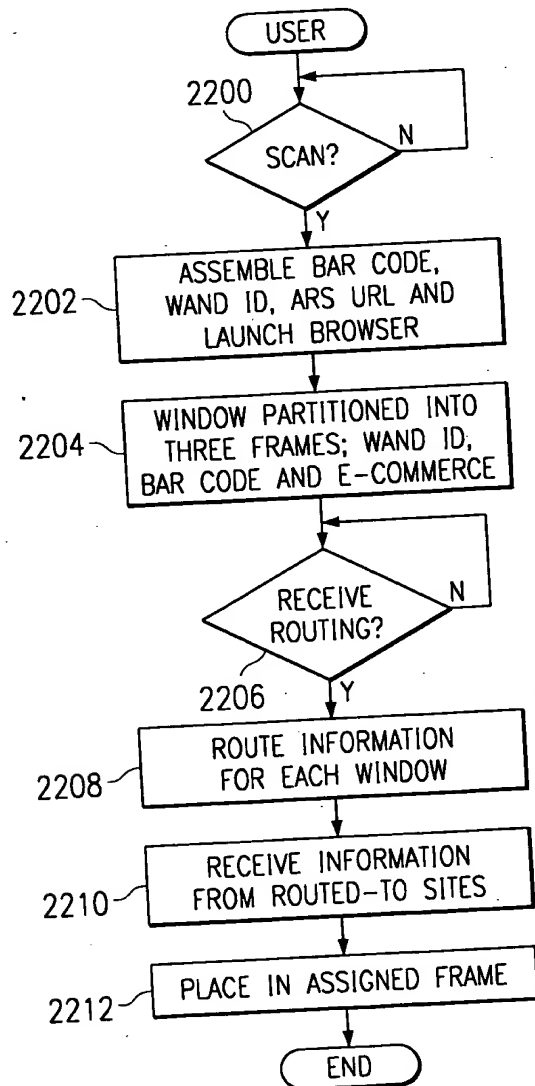 USER
2200
SCAN?
N
Y
2202
ASSEMBLE BAR CODE,
WAND ID, ARS URL AND
LAUNCH BROWSER
2204
WINDOW PARTITIONED INTO
THREE FRAMES; WAND ID,
BAR CODE AND E-COMMERCE
RECEIVE
ROUTING?
N
2206
Y
2208
ROUTE INFORMATION
FOR EACH WINDOW
2210
RECEIVE INFORMATION
FROM ROUTED-TO SITES
2212
PLACE IN ASSIGNED FRAME
END